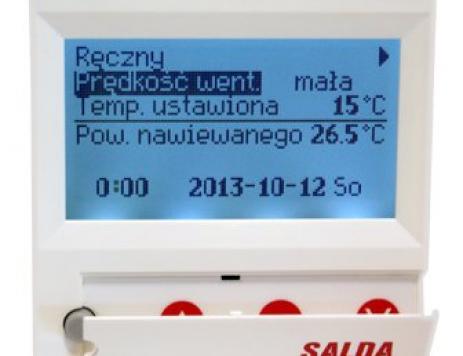 Ręczny
Prędkość went. mała
Temp. ustawiona 15°C
Pow. nawiewanego 26.5°C
0:00 2013-10-12 So
SALDA